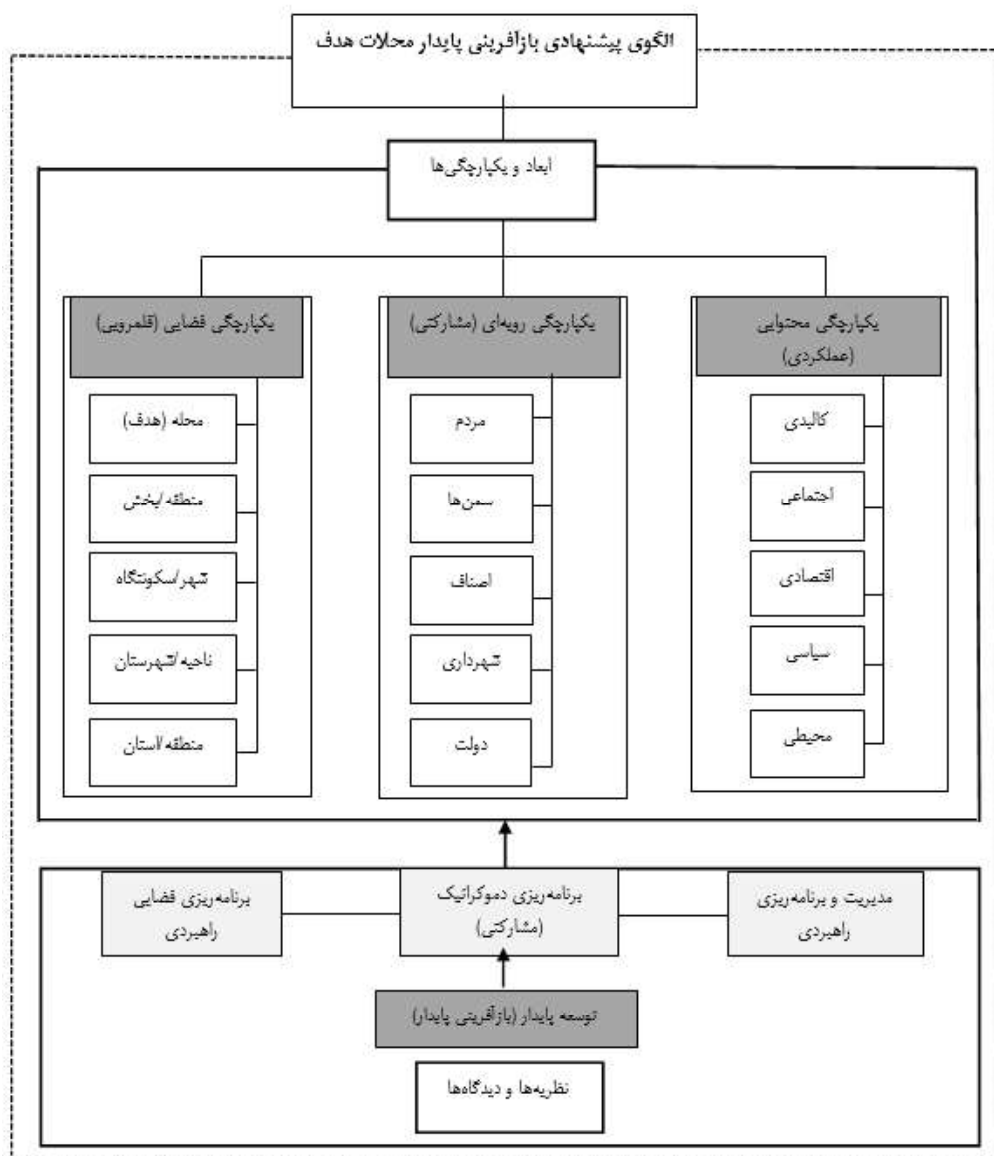 الگوی پیشنهادی بازآفرینی پایدار محلات هدف
ابعاد و یکپارچگی‌ها
یکپارچگی محتوایی
(عملکردی)
کالبدی
اجتماعی
اقتصادی
سیاسی
محیطی
یکپارچگی رویه‌ای (مشارکتی)
مردم
سمن‌ها
اصناف
شهرداری
دولت
یکپارچگی فضایی (قلمرویی)
محله (هدف)
منطقه/بخش
شهر/سکونتگاه
ناحیه/شهرستان
منطقه/استان
مدیریت و برنامه‌ریزی
راهبردی
برنامه‌ریزی دموکراتیک
(مشارکتی)
برنامه‌ریزی فضایی
راهبردی
توسعه پایدار (بازآفرینی پایدار)
نظریه‌ها و دیدگاه‌ها